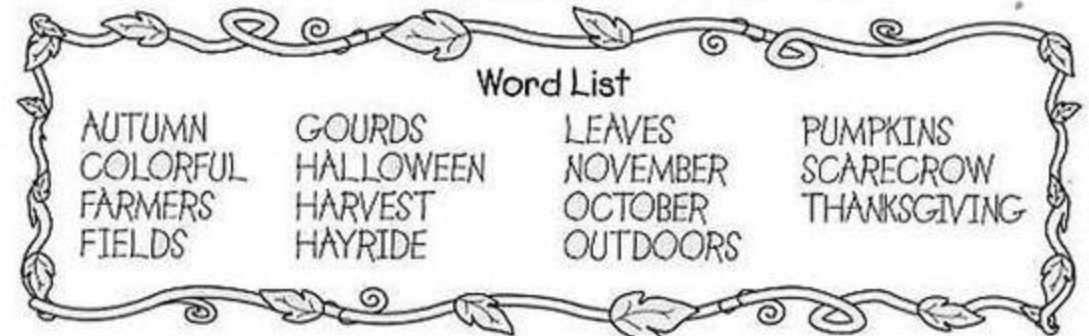 Word List
AUTUMN GOURDS LEAVES PUMPKINS
COLORFUL HALLOWEEN NOVEMBER SCARECROW
FARMERS HARVEST OCTOBER THANKSGIVING
FIELDS HAYRIDE OUTDOORS